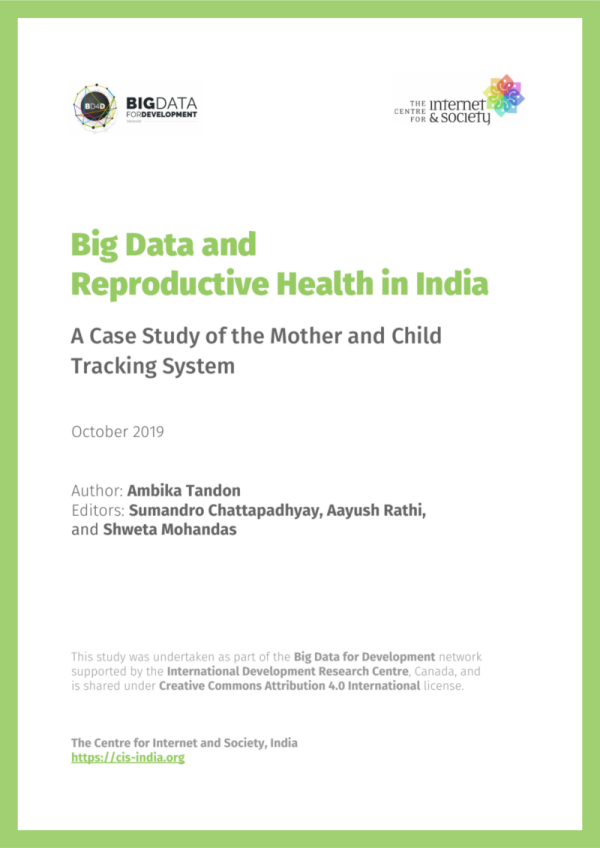 BD4D
BIGDATA
FORDEVELOPMENT
NETWORK
THE
CENTRE
FOR
internet
& society
Big Data and
Reproductive Health in India
A Case Study of the Mother and Child
Tracking System
October 2019
Author: Ambika Tandon
Editors: Sumandro Chattapadhyay, Aayush Rathi,
and Shweta Mohandas
This study was undertaken as part of the Big Data for Development network
supported by the International Development Research Centre, Canada, and
is shared under Creative Commons Attribution 4.0 International license.
The Centre for Internet and Society, India
https://cis-india.org